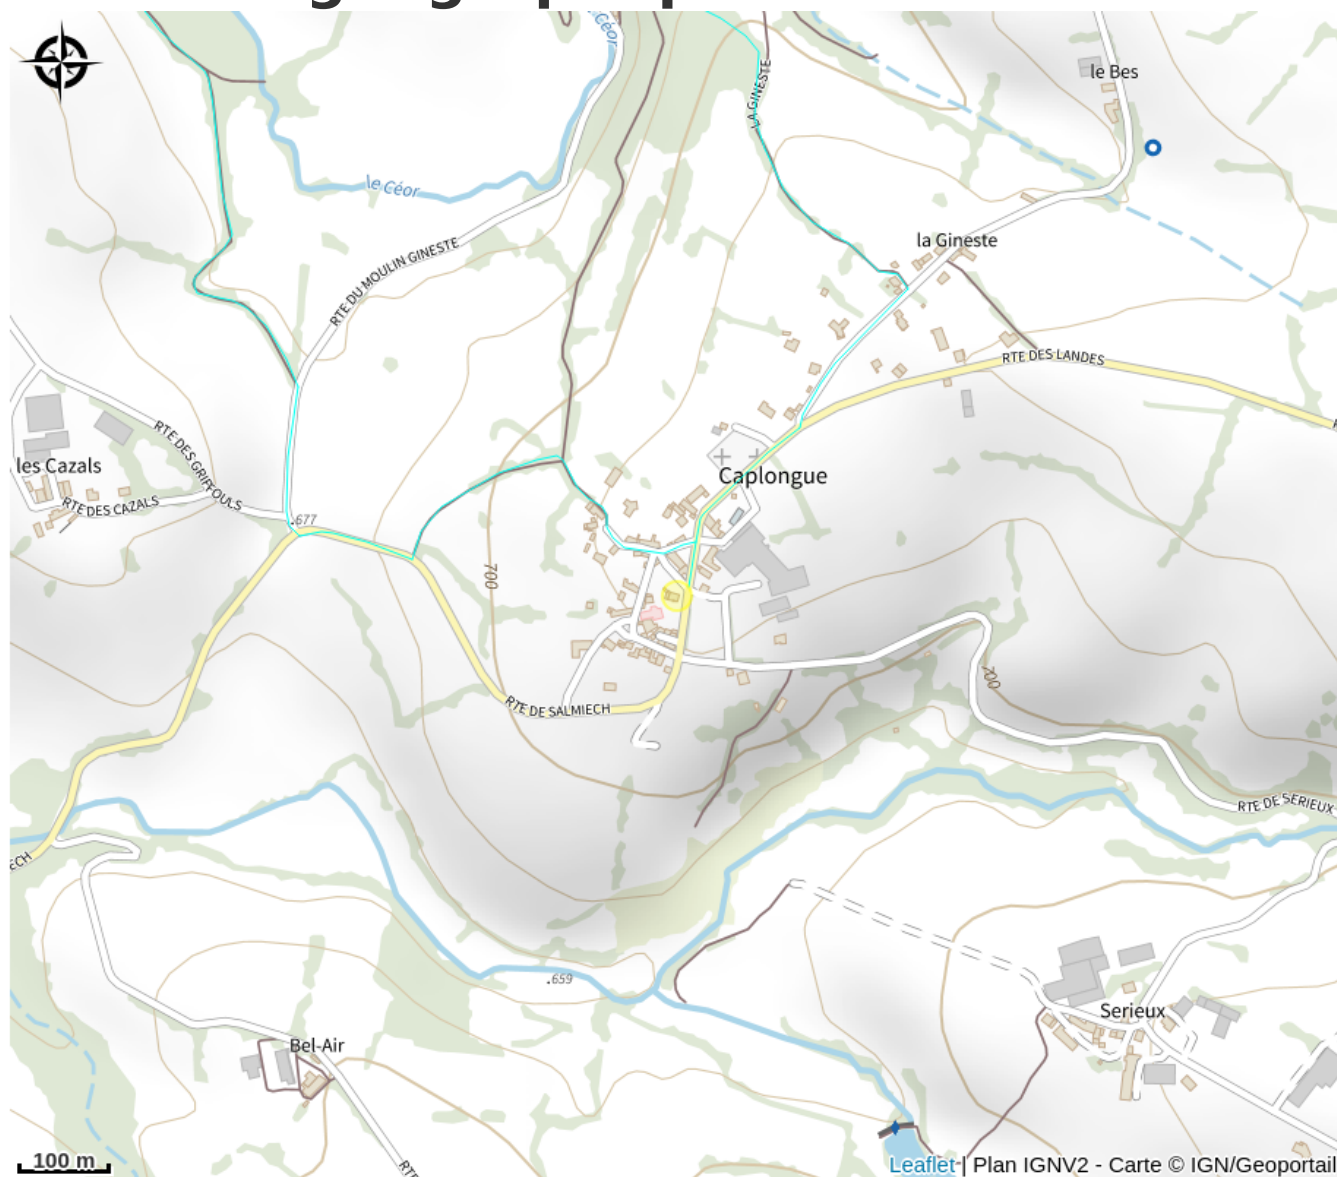 le Céor
le Bes
LA GINESTE
le Céor
la Gineste
RTE DU MOULIN GINESTE
RTE DES LANDES
RTE DES GRIFFOULS
les Cazals
Caplongue
RTE DES CAZALS
.677
700
700
RTE DE SALMIECH
RTE DE SERIEUX
ECH
.659
Serieux
Bel-Air
RTE
100 m
Leaflet | Plan IGNV2 - Carte © IGN/Geoportail